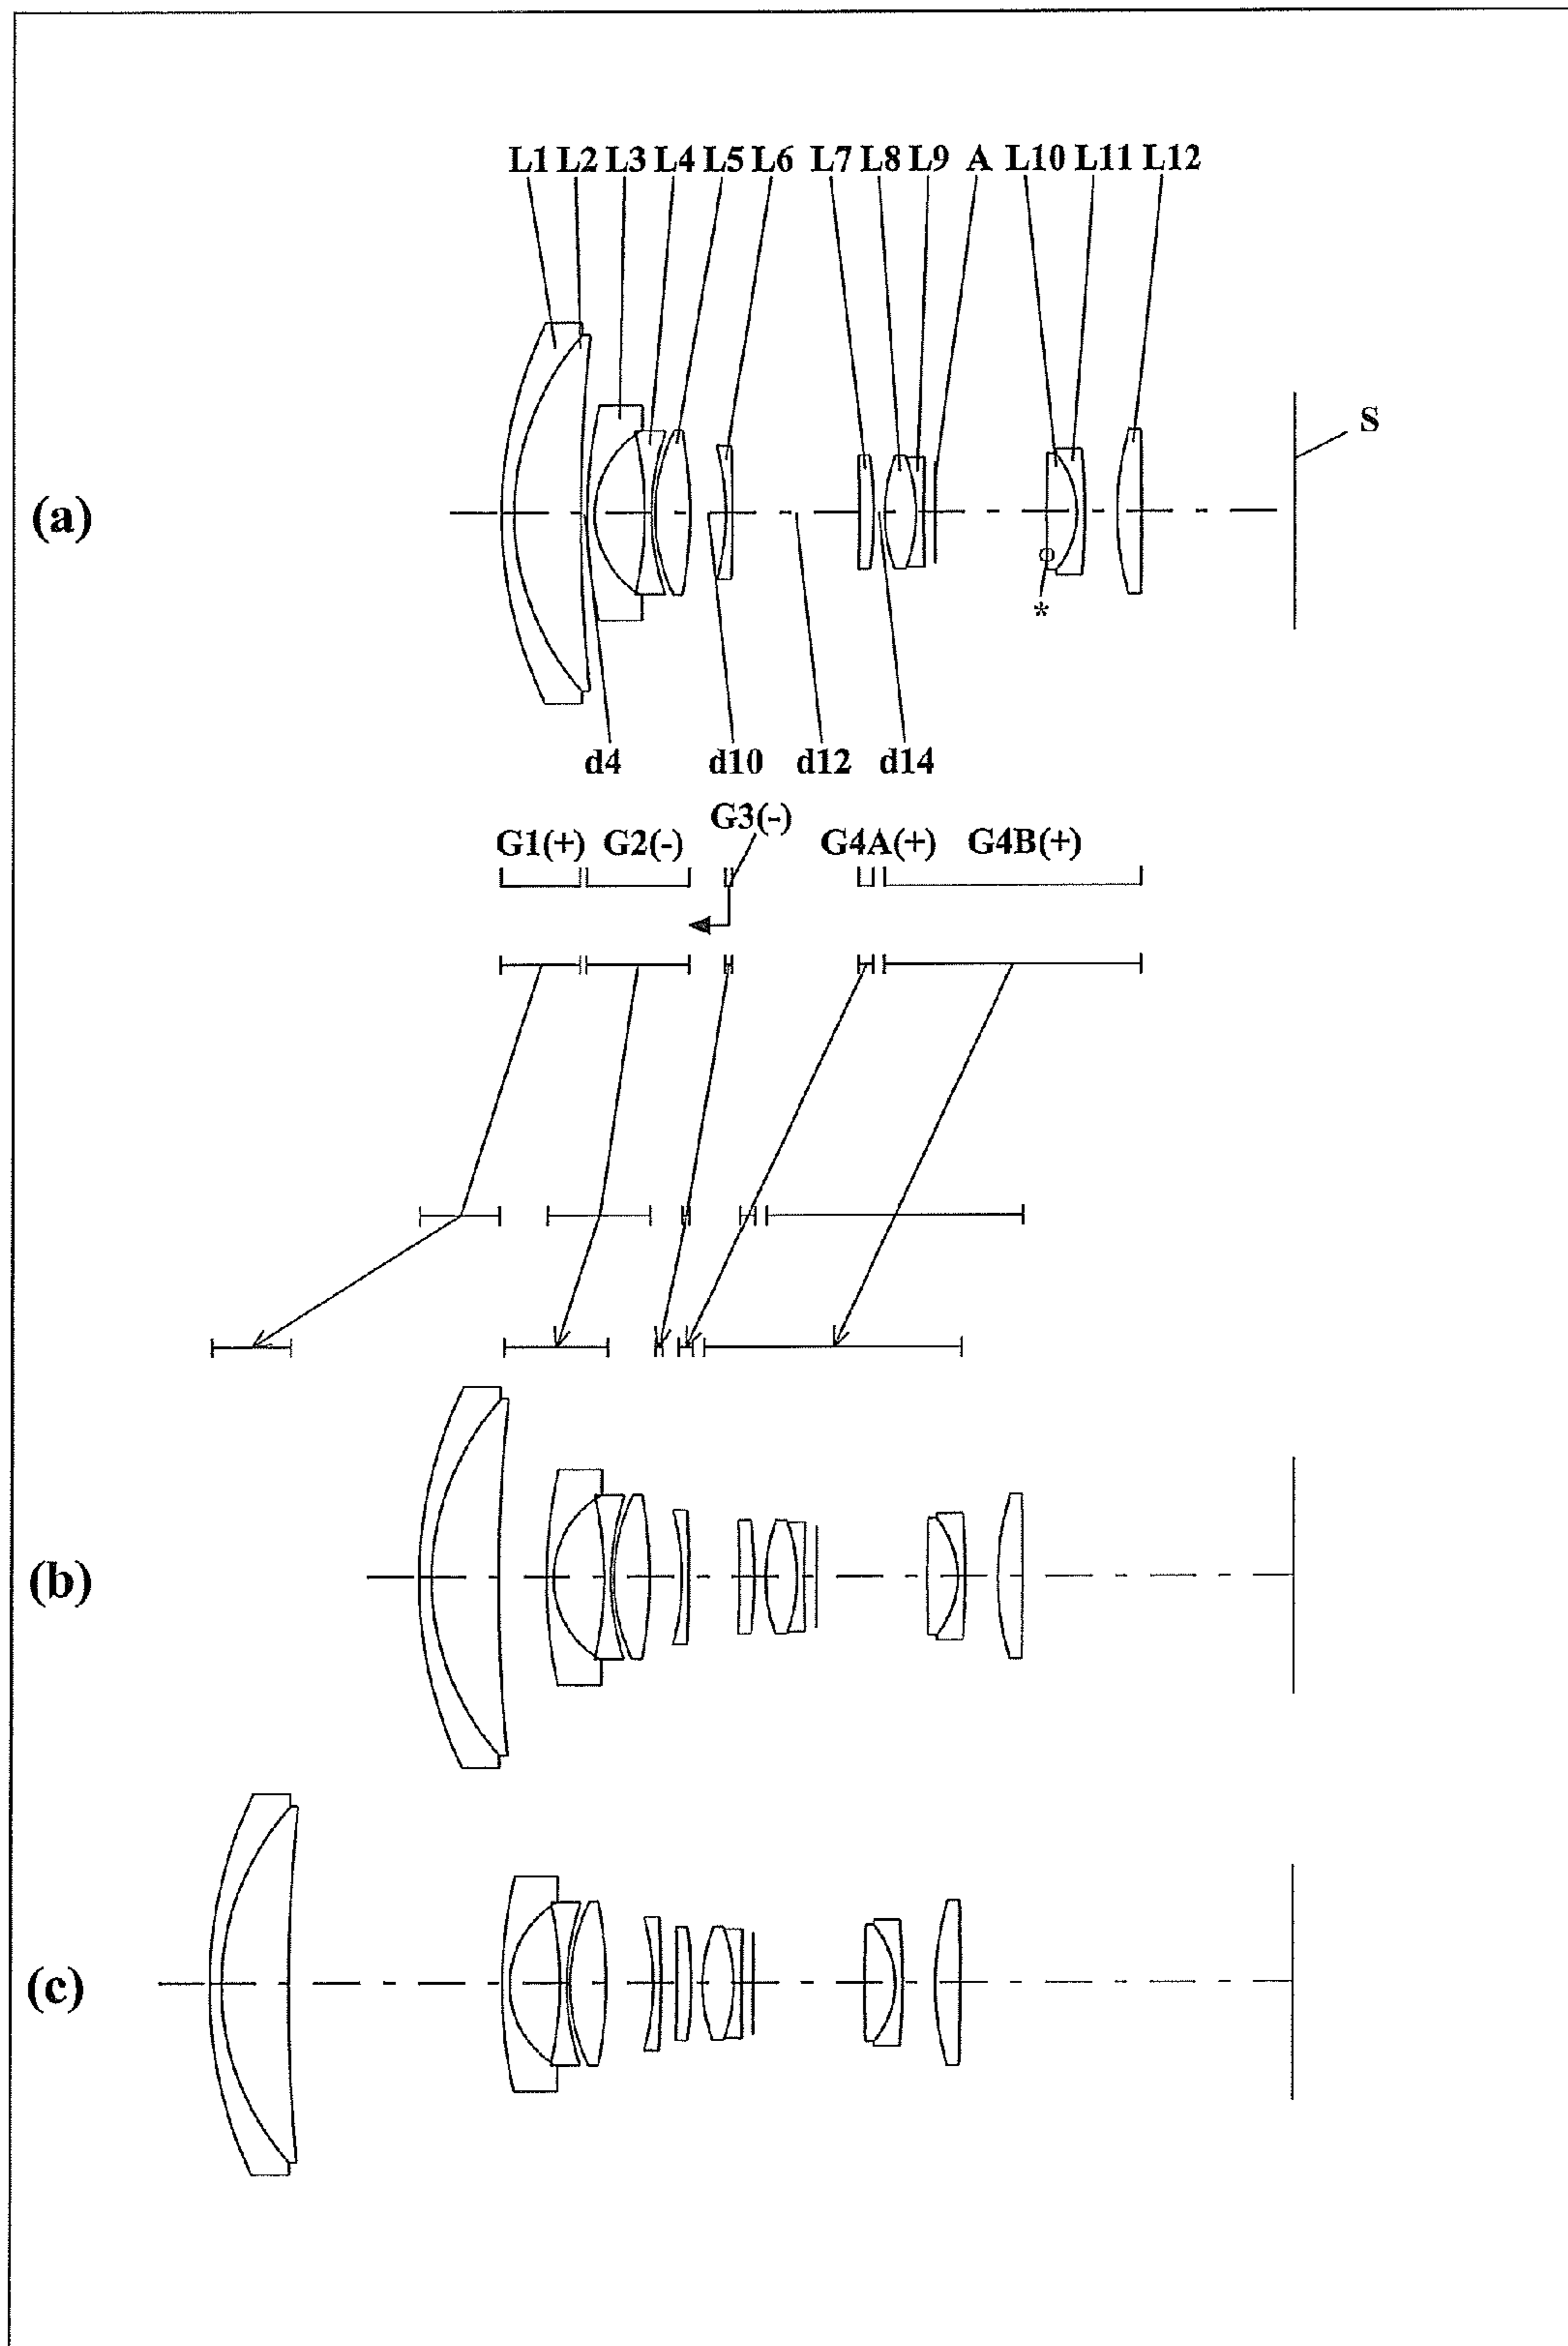 L1 L2 L3 L4 L5 L6 L7 L8 L9 A L10 L11 L12
S
(a)
*
d4 d10 d12 d14
G3(-)
G1(+) G2(-) G4A(+) G4B(+)
(b)
(c)